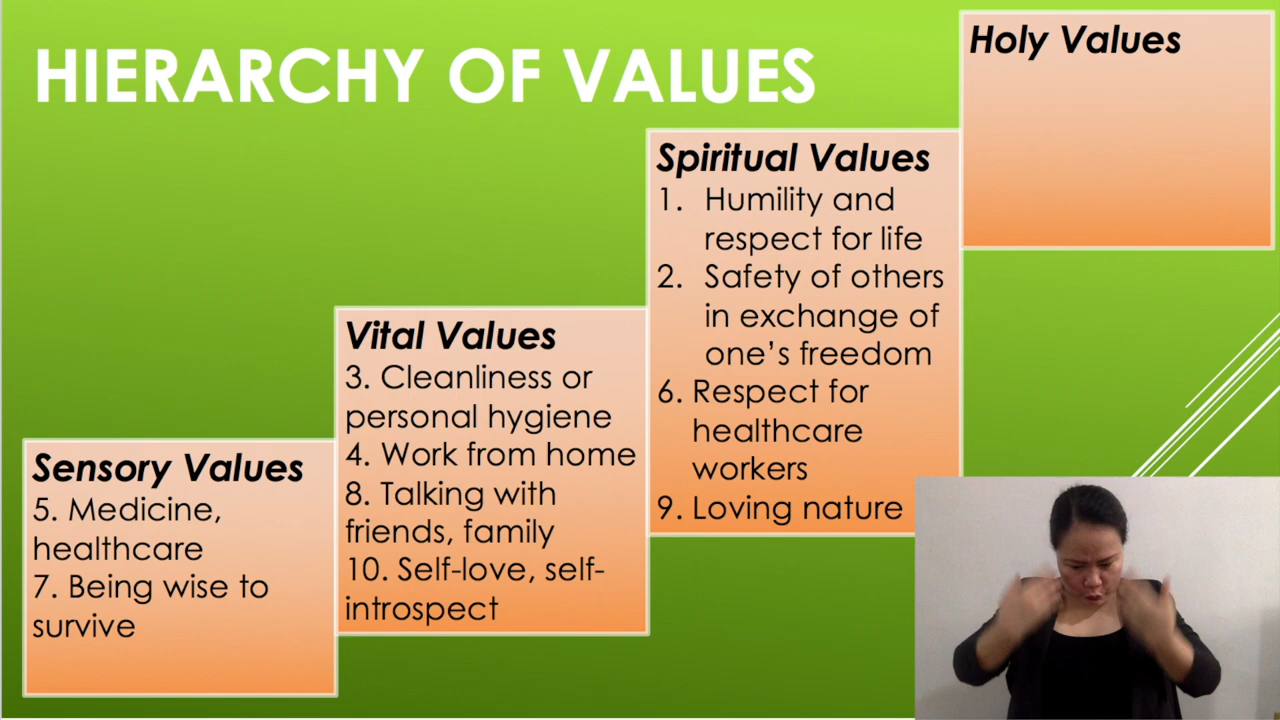 HIERARCHY OF VALUES
Holy Values
Spiritual Values
1. Humility and
respect for life
2. Safety of others
in exchange of
one's freedom
6. Respect for
healthcare
workers
9. Loving nature
Vital Values
3. Cleanliness or
personal hygiene
4. Work from home
8. Talking with
friends, family
10. Self-love, self-
introspect
Sensory Values
5. Medicine,
healthcare
7. Being wise to
survive